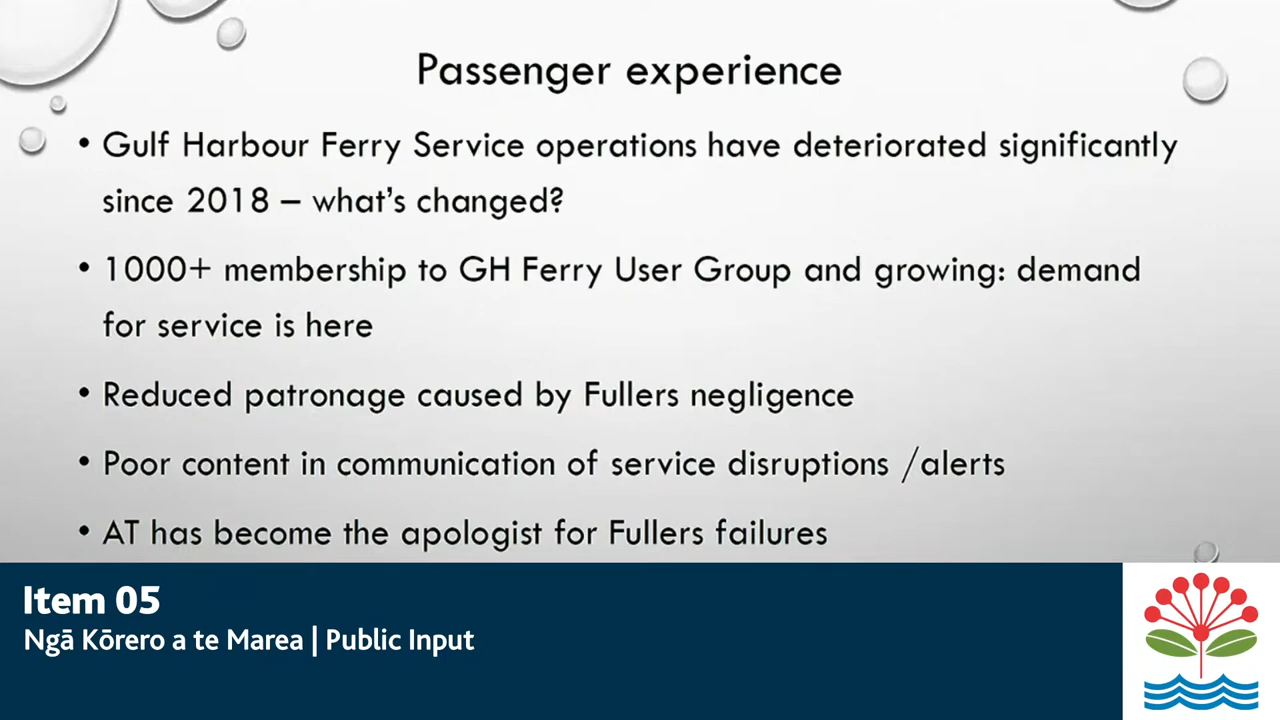 Passenger experience
• Gulf Harbour Ferry Service operations have deteriorated significantly
since 2018 – what's changed?
• 1000+ membership to GH Ferry User Group and growing: demand
for service is here
• Reduced patronage caused by Fullers negligence
• Poor content in communication of service disruptions /alerts
• AT has become the apologist for Fullers failures
Item 05
Ngā Kōrero a te Marea | Public Input